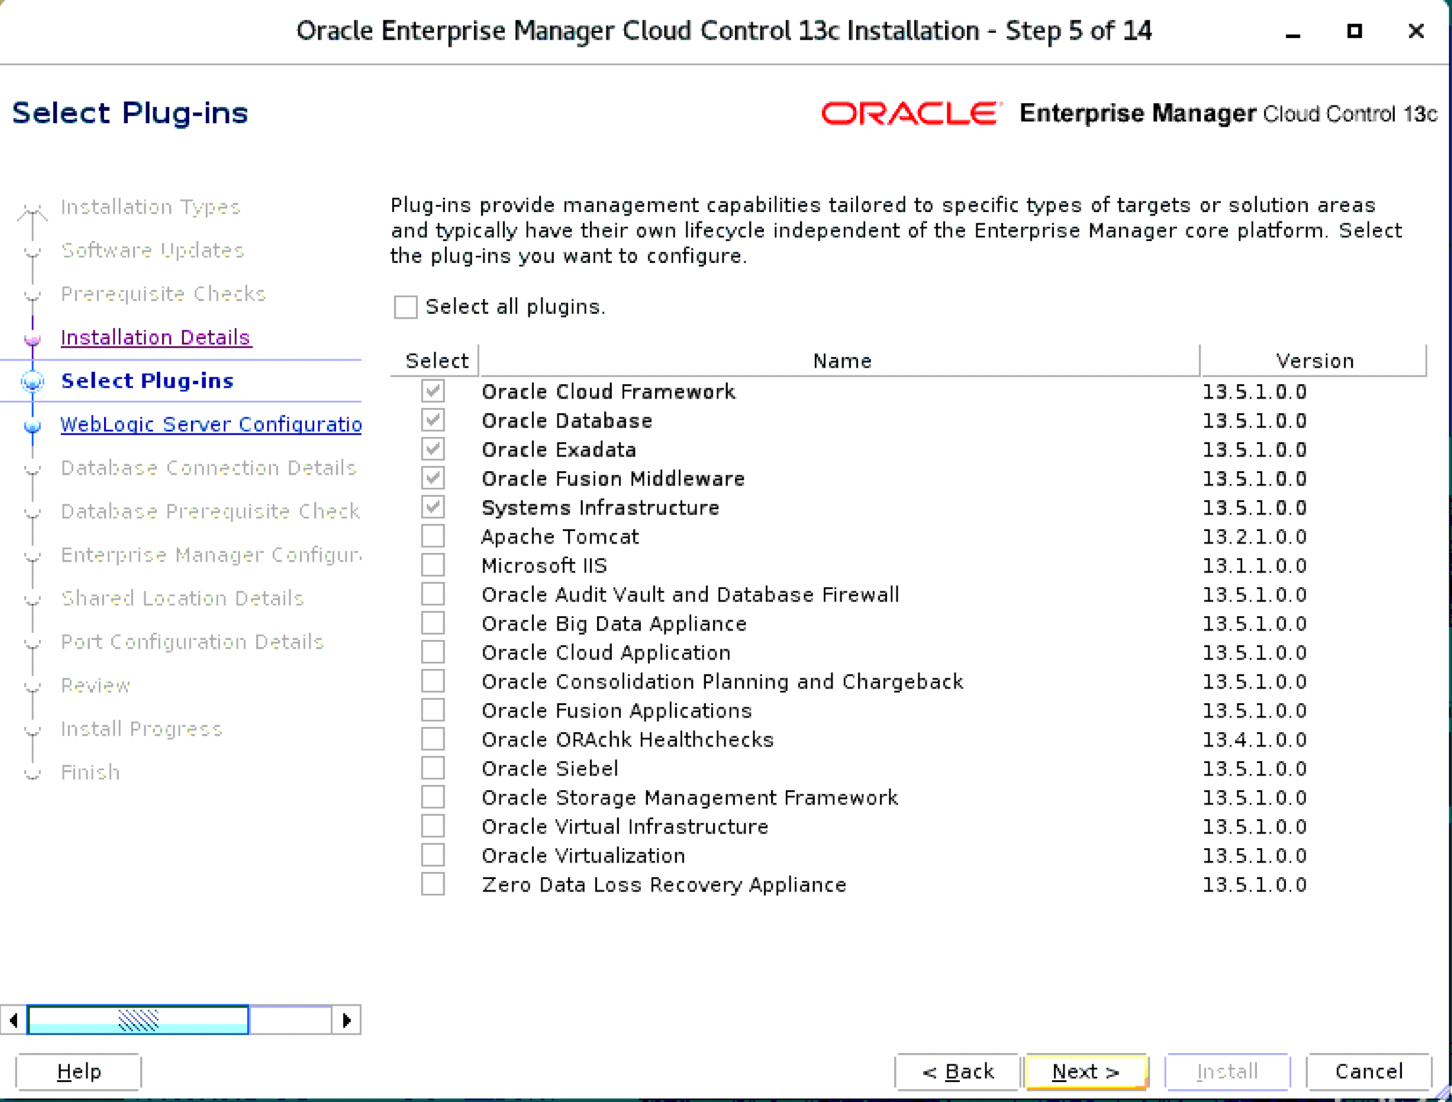 Oracle Enterprise Manager Cloud Control 13c Installation - Step 5 of 14
Select Plug-ins
ORACLE Enterprise Manager Cloud Control 13c
Installation Types
Software Updates
Prerequisite Checks
Installation Details
Select Plug-ins
WebLogic Server Configuratio
Database Connection Details
Database Prerequisite Check
Enterprise Manager Configur
Shared Location Details
Port Configuration Details
Review
Install Progress
Finish
Plug-ins provide management capabilities tailored to specific types of targets or solution areas
and typically have their own lifecycle independent of the Enterprise Manager core platform. Select
the plug-ins you want to configure.
Select all plugins.
Select Name Version
Oracle Cloud Framework 13.5.1.0.0
Oracle Database 13.5.1.0.0
Oracle Exadata 13.5.1.0.0
Oracle Fusion Middleware 13.5.1.0.0
Systems Infrastructure 13.5.1.0.0
Apache Tomcat 13.2.1.0.0
Microsoft IIS 13.1.1.0.0
Oracle Audit Vault and Database Firewall 13.5.1.0.0
Oracle Big Data Appliance 13.5.1.0.0
Oracle Cloud Application 13.5.1.0.0
Oracle Consolidation Planning and Chargeback 13.5.1.0.0
Oracle Fusion Applications 13.5.1.0.0
Oracle ORAchk Healthchecks 13.4.1.0.0
Oracle Siebel 13.5.1.0.0
Oracle Storage Management Framework 13.5.1.0.0
Oracle Virtual Infrastructure 13.5.1.0.0
Oracle Virtualization 13.5.1.0.0
Zero Data Loss Recovery Appliance 13.5.1.0.0
Help
< Back
Next >
Install
Cancel